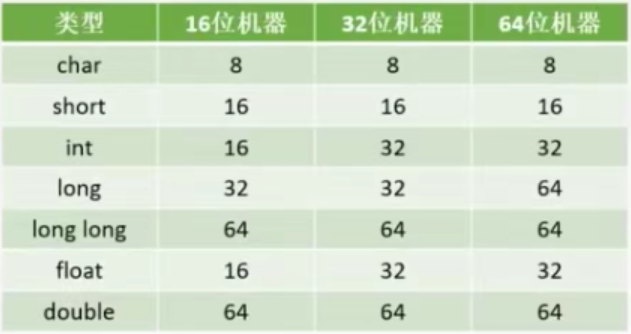 类型 16位机器 32位机器 64位机器
char 8 8 8
short 16 16 16
int 16 32 32
long 32 32 64
long long 64 64 64
float 16 32 32
double 64 64 64